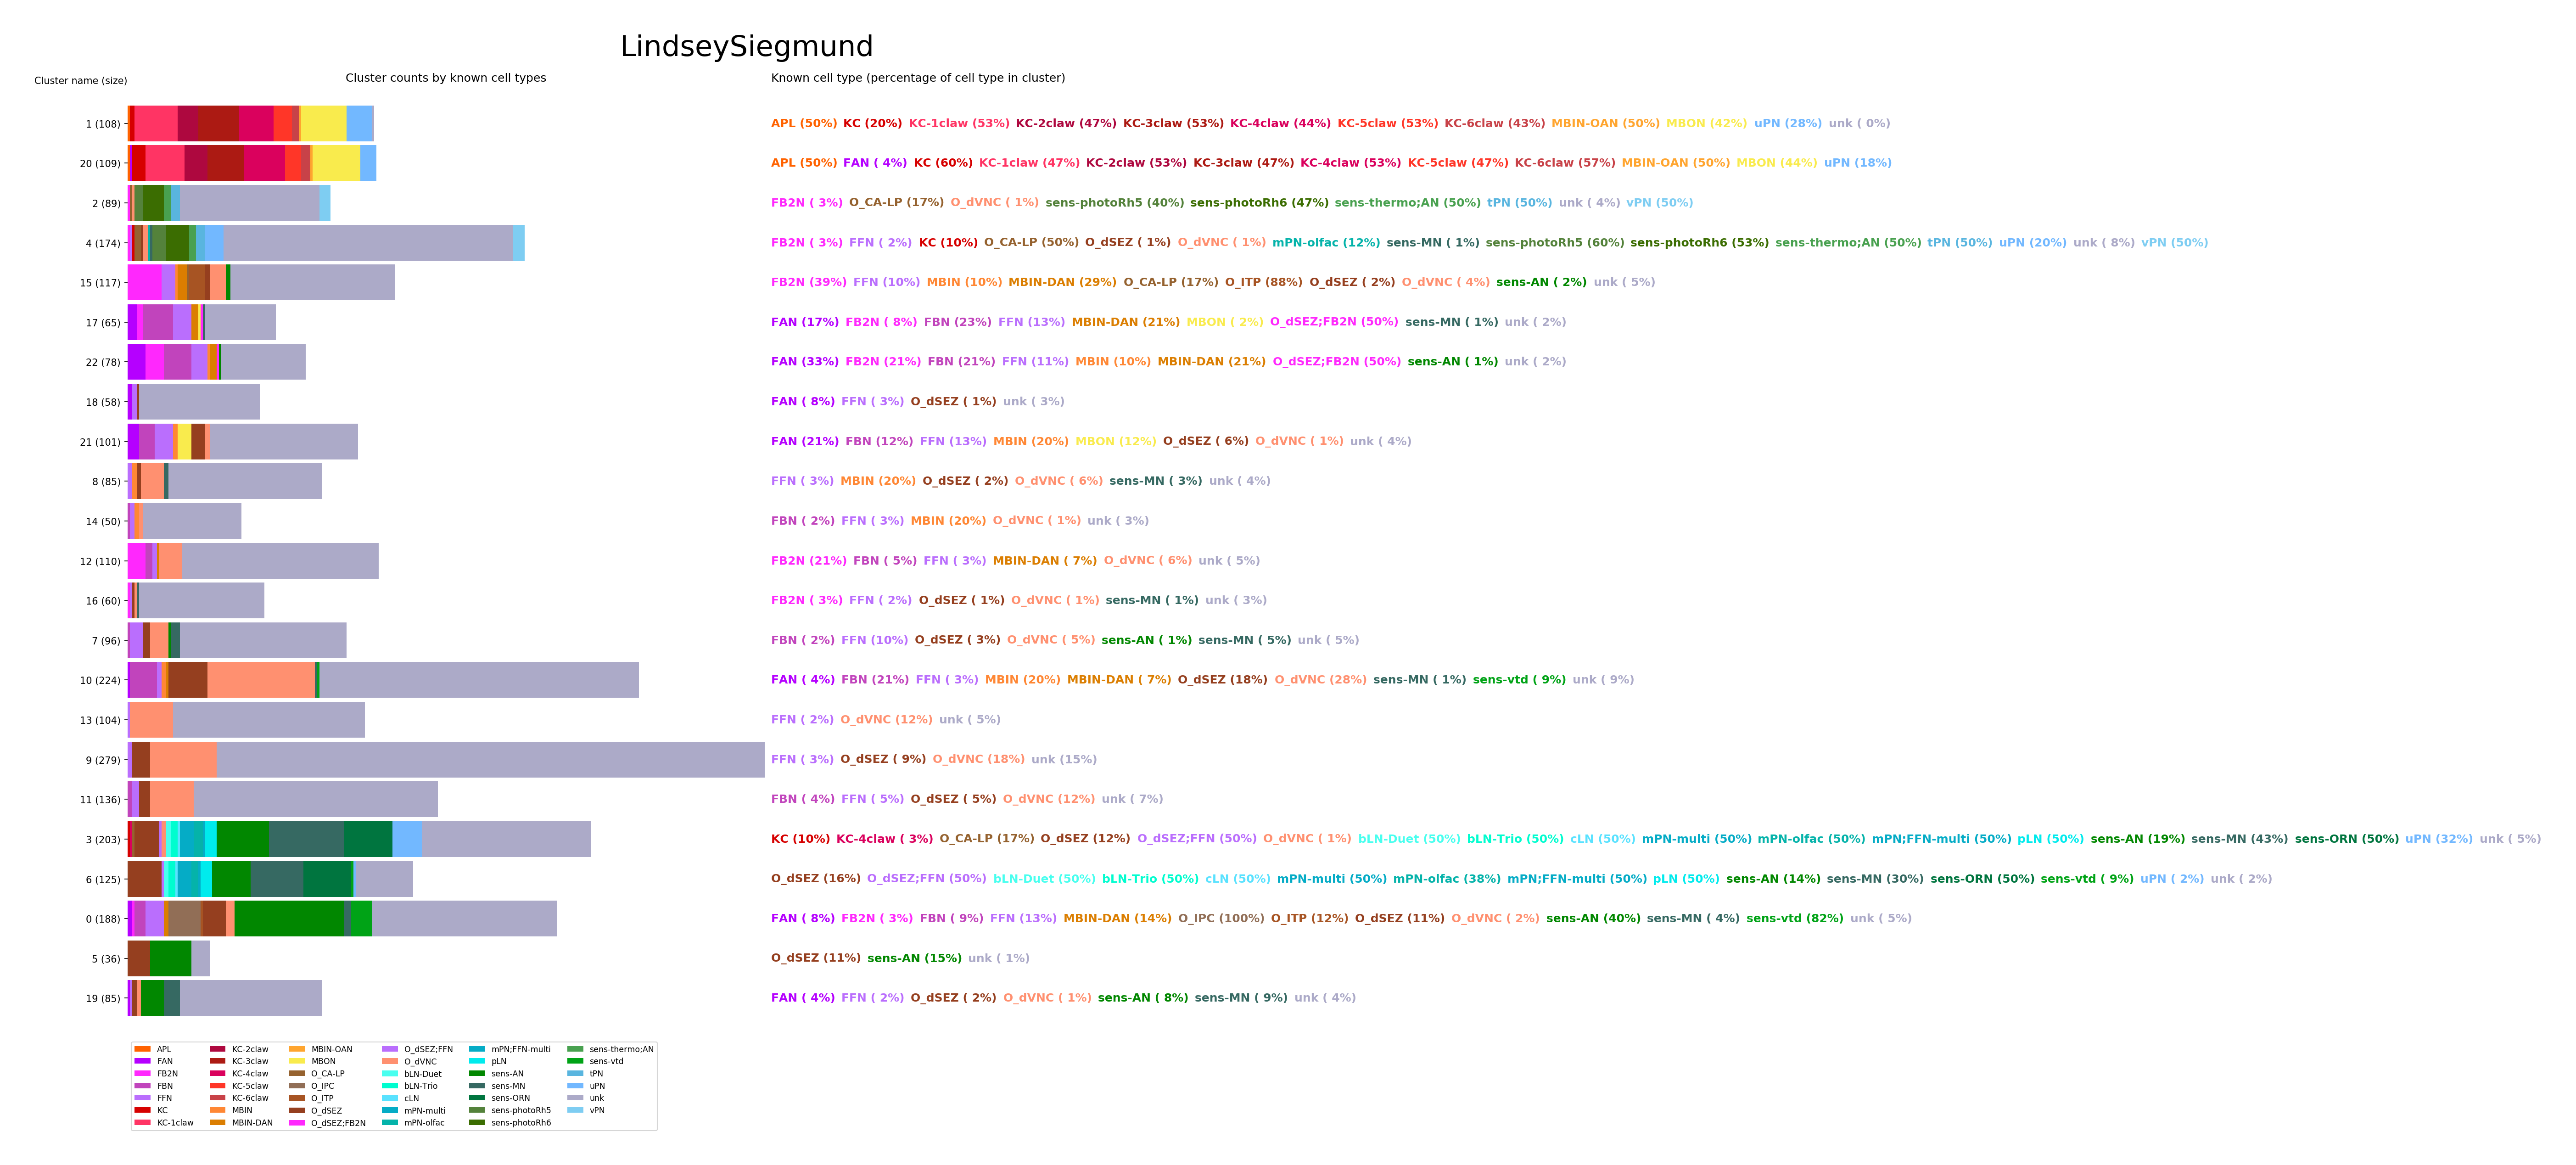 LindseySiegmund
Cluster name (size)
Cluster counts by known cell types
Known cell type (percentage of cell type in cluster)
1 (108) APL (50%) KC (20%) KC-1claw (53%) KC-2claw (47%) KC-3claw (53%) KC-4claw (44%) KC-5claw (53%) KC-6claw (43%) MBIN-OAN (50%) MBON (42%) uPN (28%) unk ( 0%)
20 (109) APL (50%) FAN ( 4%) KC (60%) KC-1claw (47%) KC-2claw (53%) KC-3claw (47%) KC-4claw (53%) KC-5claw (47%) KC-6claw (57%) MBIN-OAN (50%) MBON (44%) uPN (18%)
2 (89) FB2N ( 3%) O_CA-LP (17%) O_dVNC ( 1%) sens-photoRh5 (40%) sens-photoRh6 (47%) sens-thermo;AN (50%) tPN (50%) unk ( 4%) vPN (50%)
4 (174) FB2N ( 3%) FFN ( 2%) KC (10%) O_CA-LP (50%) O_dSEZ ( 1%) O_dVNC ( 1%) mPN-olfac (12%) sens-MN ( 1%) sens-photoRh5 (60%) sens-photoRh6 (53%) sens-thermo;AN (50%) tPN (50%) uPN (20%) unk ( 8%) vPN (50%)
15 (117) FB2N (39%) FFN (10%) MBIN (10%) MBIN-DAN (29%) O_CA-LP (17%) O_ITP (88%) O_dSEZ ( 2%) O_dVNC ( 4%) sens-AN ( 2%) unk ( 5%)
17 (65) FAN (17%) FB2N ( 8%) FBN (23%) FFN (13%) MBIN-DAN (21%) MBON ( 2%) O_dSEZ;FB2N (50%) sens-MN ( 1%) unk ( 2%)
22 (78) FAN (33%) FB2N (21%) FBN (21%) FFN (11%) MBIN (10%) MBIN-DAN (21%) O_dSEZ;FB2N (50%) sens-AN ( 1%) unk ( 2%)
18 (58) FAN ( 8%) FFN ( 3%) O_dSEZ ( 1%) unk ( 3%)
21 (101) FAN (21%) FBN (12%) FFN (13%) MBIN (20%) MBON (12%) O_dSEZ ( 6%) O_dVNC ( 1%) unk ( 4%)
8 (85) FFN ( 3%) MBIN (20%) O_dSEZ ( 2%) O_dVNC ( 6%) sens-MN ( 3%) unk ( 4%)
14 (50) FBN ( 2%) FFN ( 3%) MBIN (20%) O_dVNC ( 1%) unk ( 3%)
12 (110) FB2N (21%) FBN ( 5%) FFN ( 3%) MBIN-DAN ( 7%) O_dVNC ( 6%) unk ( 5%)
16 (60) FB2N ( 3%) FFN ( 2%) O_dSEZ ( 1%) O_dVNC ( 1%) sens-MN ( 1%) unk ( 3%)
7 (96) FBN ( 2%) FFN (10%) O_dSEZ ( 3%) O_dVNC ( 5%) sens-AN ( 1%) sens-MN ( 5%) unk ( 5%)
10 (224) FAN ( 4%) FBN (21%) FFN ( 3%) MBIN (20%) MBIN-DAN ( 7%) O_dSEZ (18%) O_dVNC (28%) sens-MN ( 1%) sens-vtd ( 9%) unk ( 9%)
13 (104) FFN ( 2%) O_dVNC (12%) unk ( 5%)
9 (279) FFN ( 3%) O_dSEZ ( 9%) O_dVNC (18%) unk (15%)
11 (136) FBN ( 4%) FFN ( 5%) O_dSEZ ( 5%) O_dVNC (12%) unk ( 7%)
3 (203) KC (10%) KC-4claw ( 3%) O_CA-LP (17%) O_dSEZ (12%) O_dSEZ;FFN (50%) O_dVNC ( 1%) bLN-Duet (50%) bLN-Trio (50%) cLN (50%) mPN-multi (50%) mPN-olfac (50%) mPN;FFN-multi (50%) pLN (50%) sens-AN (19%) sens-MN (43%) sens-ORN (50%) uPN (32%) unk ( 5%)
6 (125) O_dSEZ (16%) O_dSEZ;FFN (50%) bLN-Duet (50%) bLN-Trio (50%) cLN (50%) mPN-multi (50%) mPN-olfac (38%) mPN;FFN-multi (50%) pLN (50%) sens-AN (14%) sens-MN (30%) sens-ORN (50%) sens-vtd ( 9%) uPN ( 2%) unk ( 2%)
0 (188) FAN ( 8%) FB2N ( 3%) FBN ( 9%) FFN (13%) MBIN-DAN (14%) O_IPC (100%) O_ITP (12%) O_dSEZ (11%) O_dVNC ( 2%) sens-AN (40%) sens-MN ( 4%) sens-vtd (82%) unk ( 5%)
5 (36) O_dSEZ (11%) sens-AN (15%) unk ( 1%)
19 (85) FAN ( 4%) FFN ( 2%) O_dSEZ ( 2%) O_dVNC ( 1%) sens-AN ( 8%) sens-MN ( 9%) unk ( 4%)
APL KC-2claw MBIN-OAN O_dSEZ;FFN mPN;FFN-multi sens-thermo;AN
FAN KC-3claw MBON O_dVNC pLN sens-vtd
FB2N KC-4claw O_CA-LP bLN-Duet sens-AN tPN
FBN KC-5claw O_IPC bLN-Trio sens-MN uPN
FFN KC-6claw O_ITP cLN sens-ORN unk
KC MBIN O_dSEZ mPN-multi sens-photoRh5 vPN
KC-1claw MBIN-DAN O_dSEZ;FB2N mPN-olfac sens-photoRh6